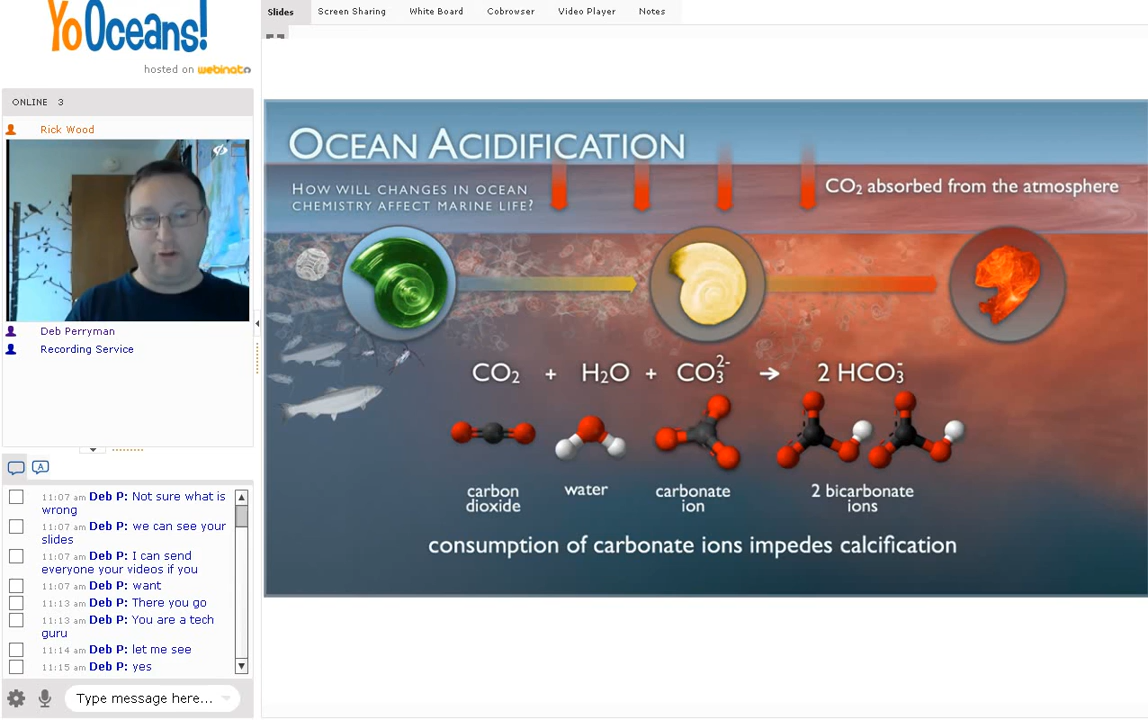 YoOceans!
hosted on webinato
ONLINE 3
Rick Wood
Deb Perryman
Recording Service
11:07 am Deb P: Not sure what is
wrong
11:07 am Deb P: we can see your
slides
11:07 am Deb P: I can send
everyone your videos if you
11:07 am Deb P: want
11:13 am Deb P: There you go
11:13 am Deb P: You are a tech
guru
11:14 am Deb P: let me see
11:15 am Deb P: yes
Type message here...
Slides Screen Sharing White Board Cobrowser Video Player Notes
OCEAN ACIDIFICATION
HOW WILL CHANGES IN OCEAN
CHEMISTRY AFFECT MARINE LIFE?
CO₂ absorbed from the atmosphere
CO₂ + H₂O + CO₃²⁻ → 2 HCO₃⁻
carbon
dioxide
water
carbonate
ion
2 bicarbonate
ions
consumption of carbonate ions impedes calcification